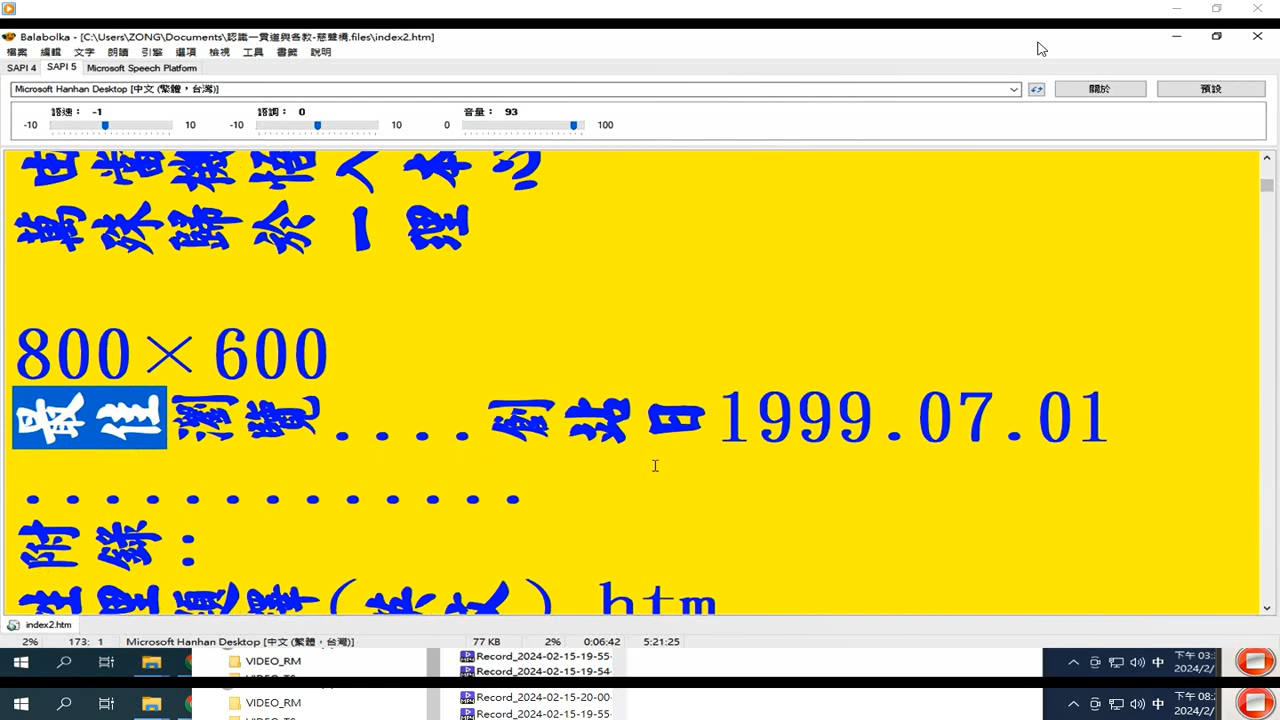 Balabolka - [C:\Users\ZONG\Documents\認識一貫道與各教-慈聲橋.files\index2.htm]
檔案 編輯 文字 朗讀 引擎 選項 檢視 工具 書籤 說明
SAPI 4 SAPI 5 Microsoft Speech Platform
Microsoft Hanhan Desktop [中文 (繁體，台灣)]
關於 預設
語速： -1 語調： 0 音量： 93
-10 10 -10 10 0 100
人本心
萬殊歸於一理
800×600
最佳瀏覽....創站日1999.07.01
.............
附錄：
htm
index2.htm
2% 173: 1 Microsoft Hanhan Desktop [中文 (繁體，台灣)] 77 KB 2% 0:06:42 5:21:25
VIDEO_RM Record_2024-02-15-19-55-
Record_2024-02-15-19-54-
中 下午 03:
2024/2/
VIDEO_RM Record_2024-02-15-20-00-
Record_2024-02-15-19-55-
中 下午 08:
2024/2/